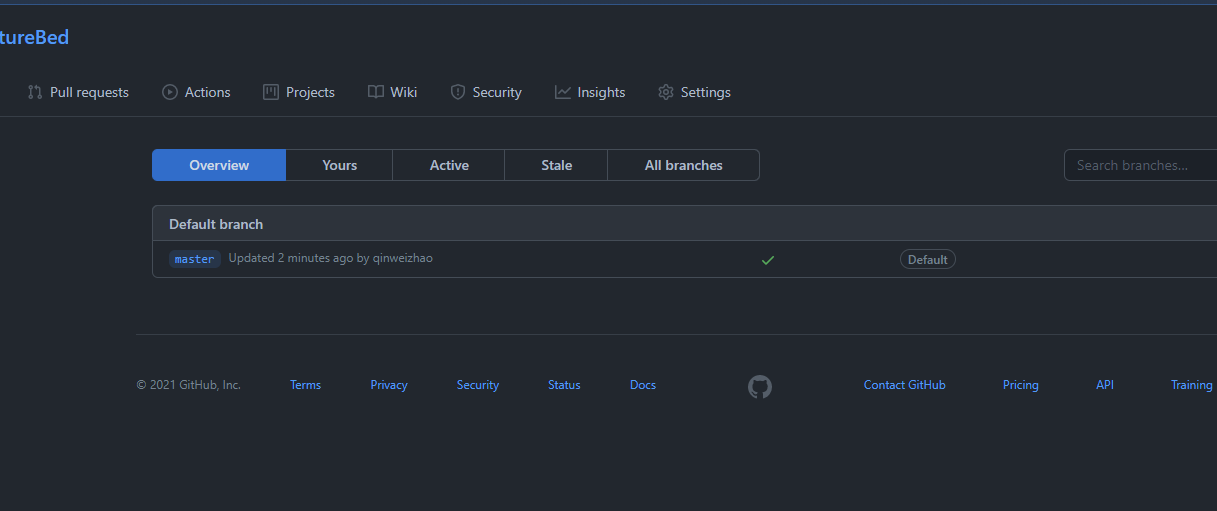 tureBed
Pull requests Actions Projects Wiki Security Insights Settings
Overview Yours Active Stale All branches Search branches...
Default branch
master Updated 2 minutes ago by qinweizhao Default
© 2021 GitHub, Inc. Terms Privacy Security Status Docs Contact GitHub Pricing API Training